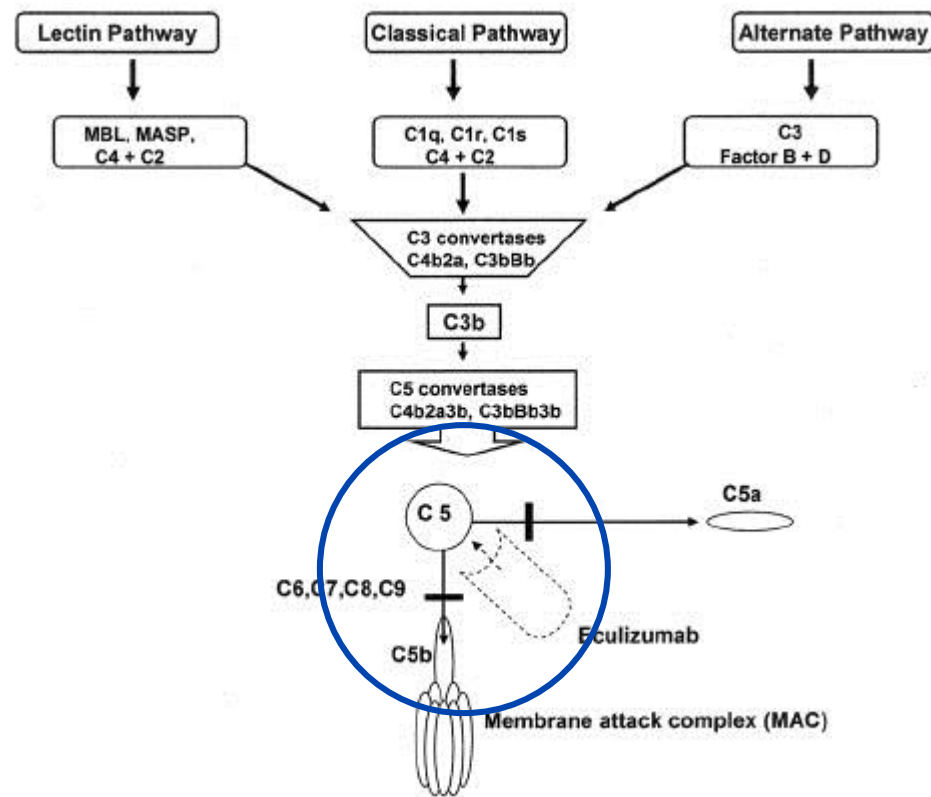 Lectin Pathway
Classical Pathway
Alternate Pathway
MBL, MASP,
C4 + C2
C1q, C1r, C1s
C4 + C2
C3
Factor B + D
C3 convertases
C4b2a, C3bBb
C3b
C5 convertases
C4b2a3b, C3bBb3b
C5a
C 5
C6,C7,C8,C9
Eculizumab
C5b
Membrane attack complex (MAC)